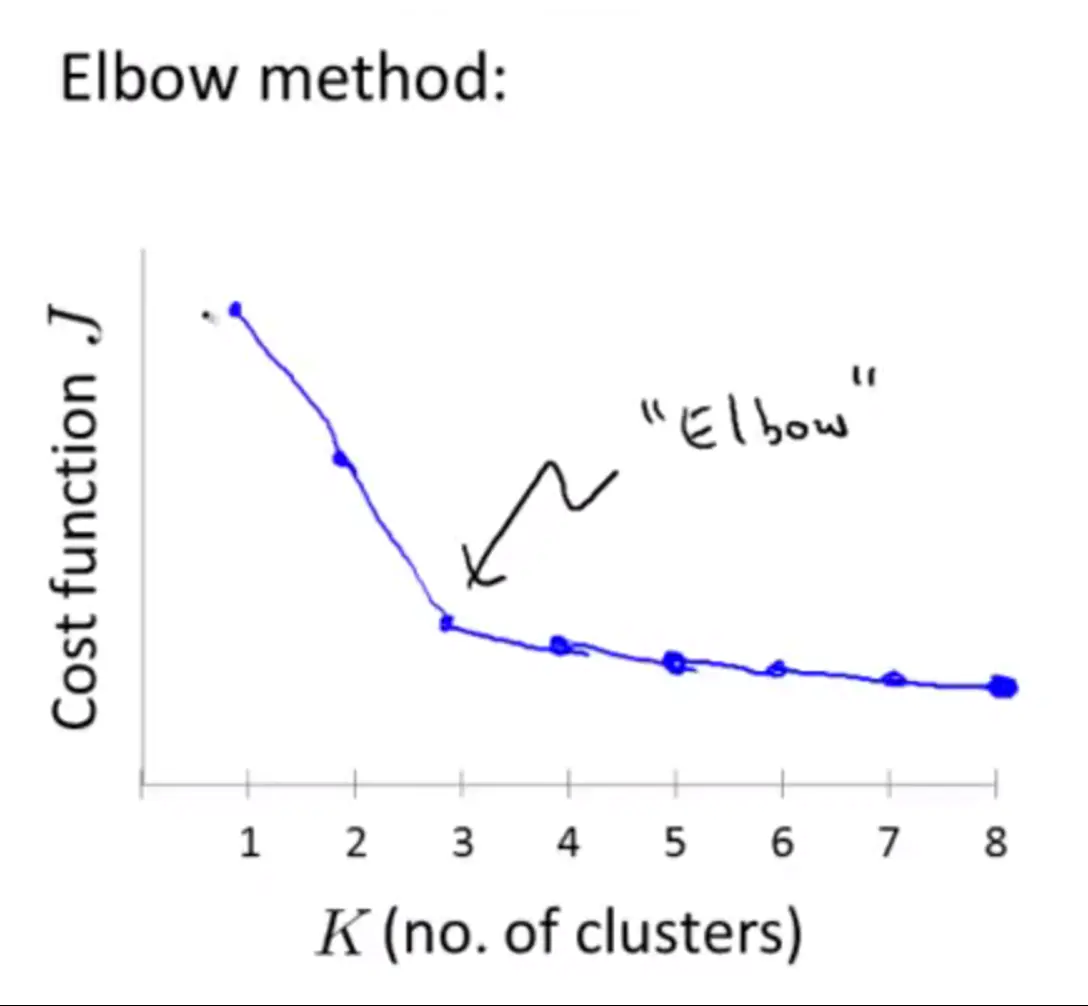 Elbow method:
Cost function J
"Elbow"
1 2 3 4 5 6 7 8
K (no. of clusters)